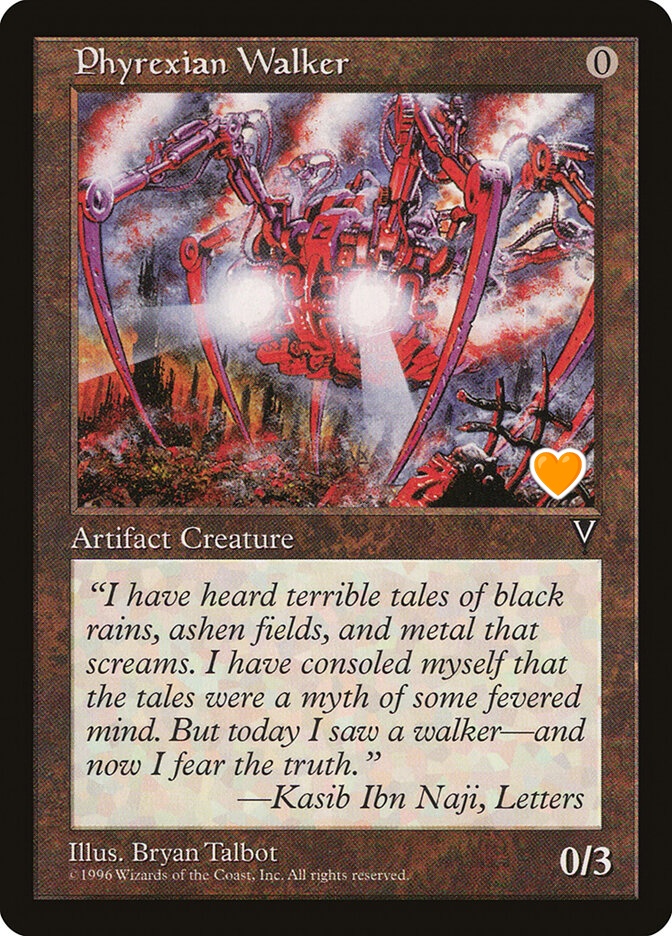 Phyrexian Walker 0
Artifact Creature V
“I have heard terrible tales of black
rains, ashen fields, and metal that
screams. I have consoled myself that
the tales were a myth of some fevered
mind. But today I saw a walker—and
now I fear the truth.”
—Kasib Ibn Naji, Letters
Illus. Bryan Talbot
©1996 Wizards of the Coast, Inc. All rights reserved.
0/3